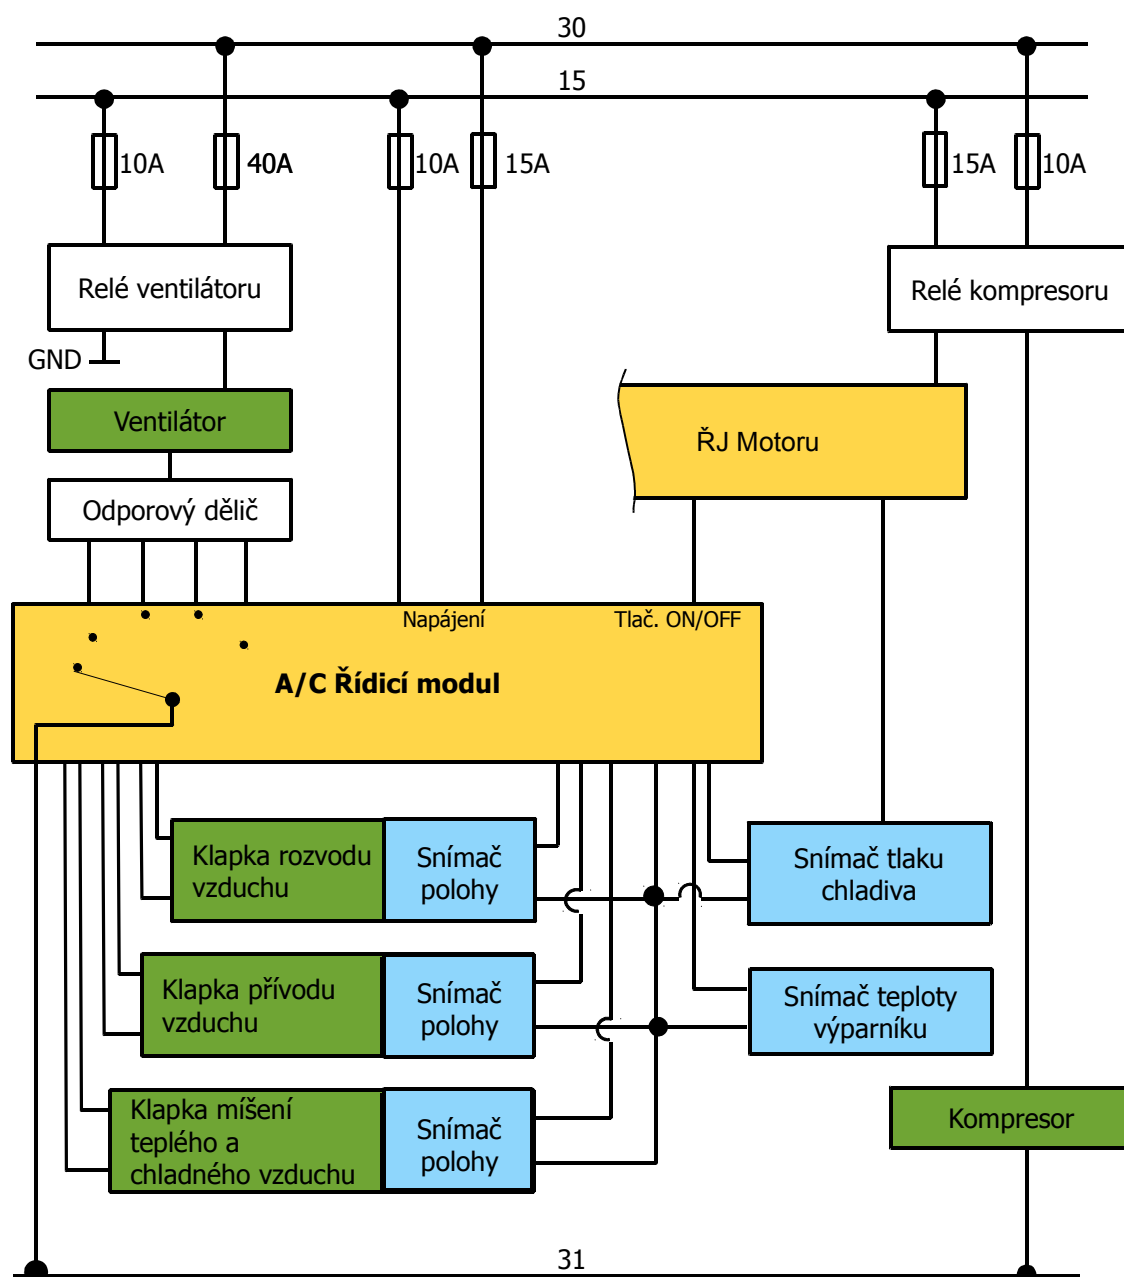 30
15
10A
40A
10A
15A
15A
10A
Relé ventilátoru
Relé kompresoru
GND
Ventilátor
ŘJ Motoru
Odporový dělič
Napájení
Tlač. ON/OFF
A/C Řídicí modul
Klapka rozvodu
vzduchu
Snímač
polohy
Snímač tlaku
chladiva
Klapka přívodu
vzduchu
Snímač
polohy
Snímač teploty
výparníku
Klapka míšení
teplého a
chladného vzduchu
Snímač
polohy
Kompresor
31